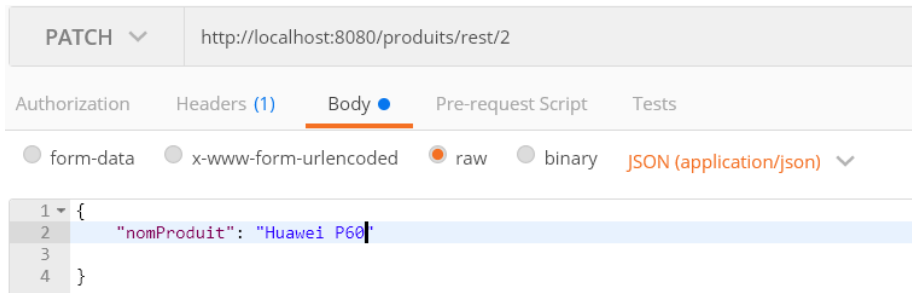 PATCH http://localhost:8080/produits/rest/2
Authorization Headers (1) Body Pre-request Script Tests
form-data x-www-form-urlencoded raw binary JSON (application/json)
1 {
2 "nomProduit": "Huawei P60"
3
4 }